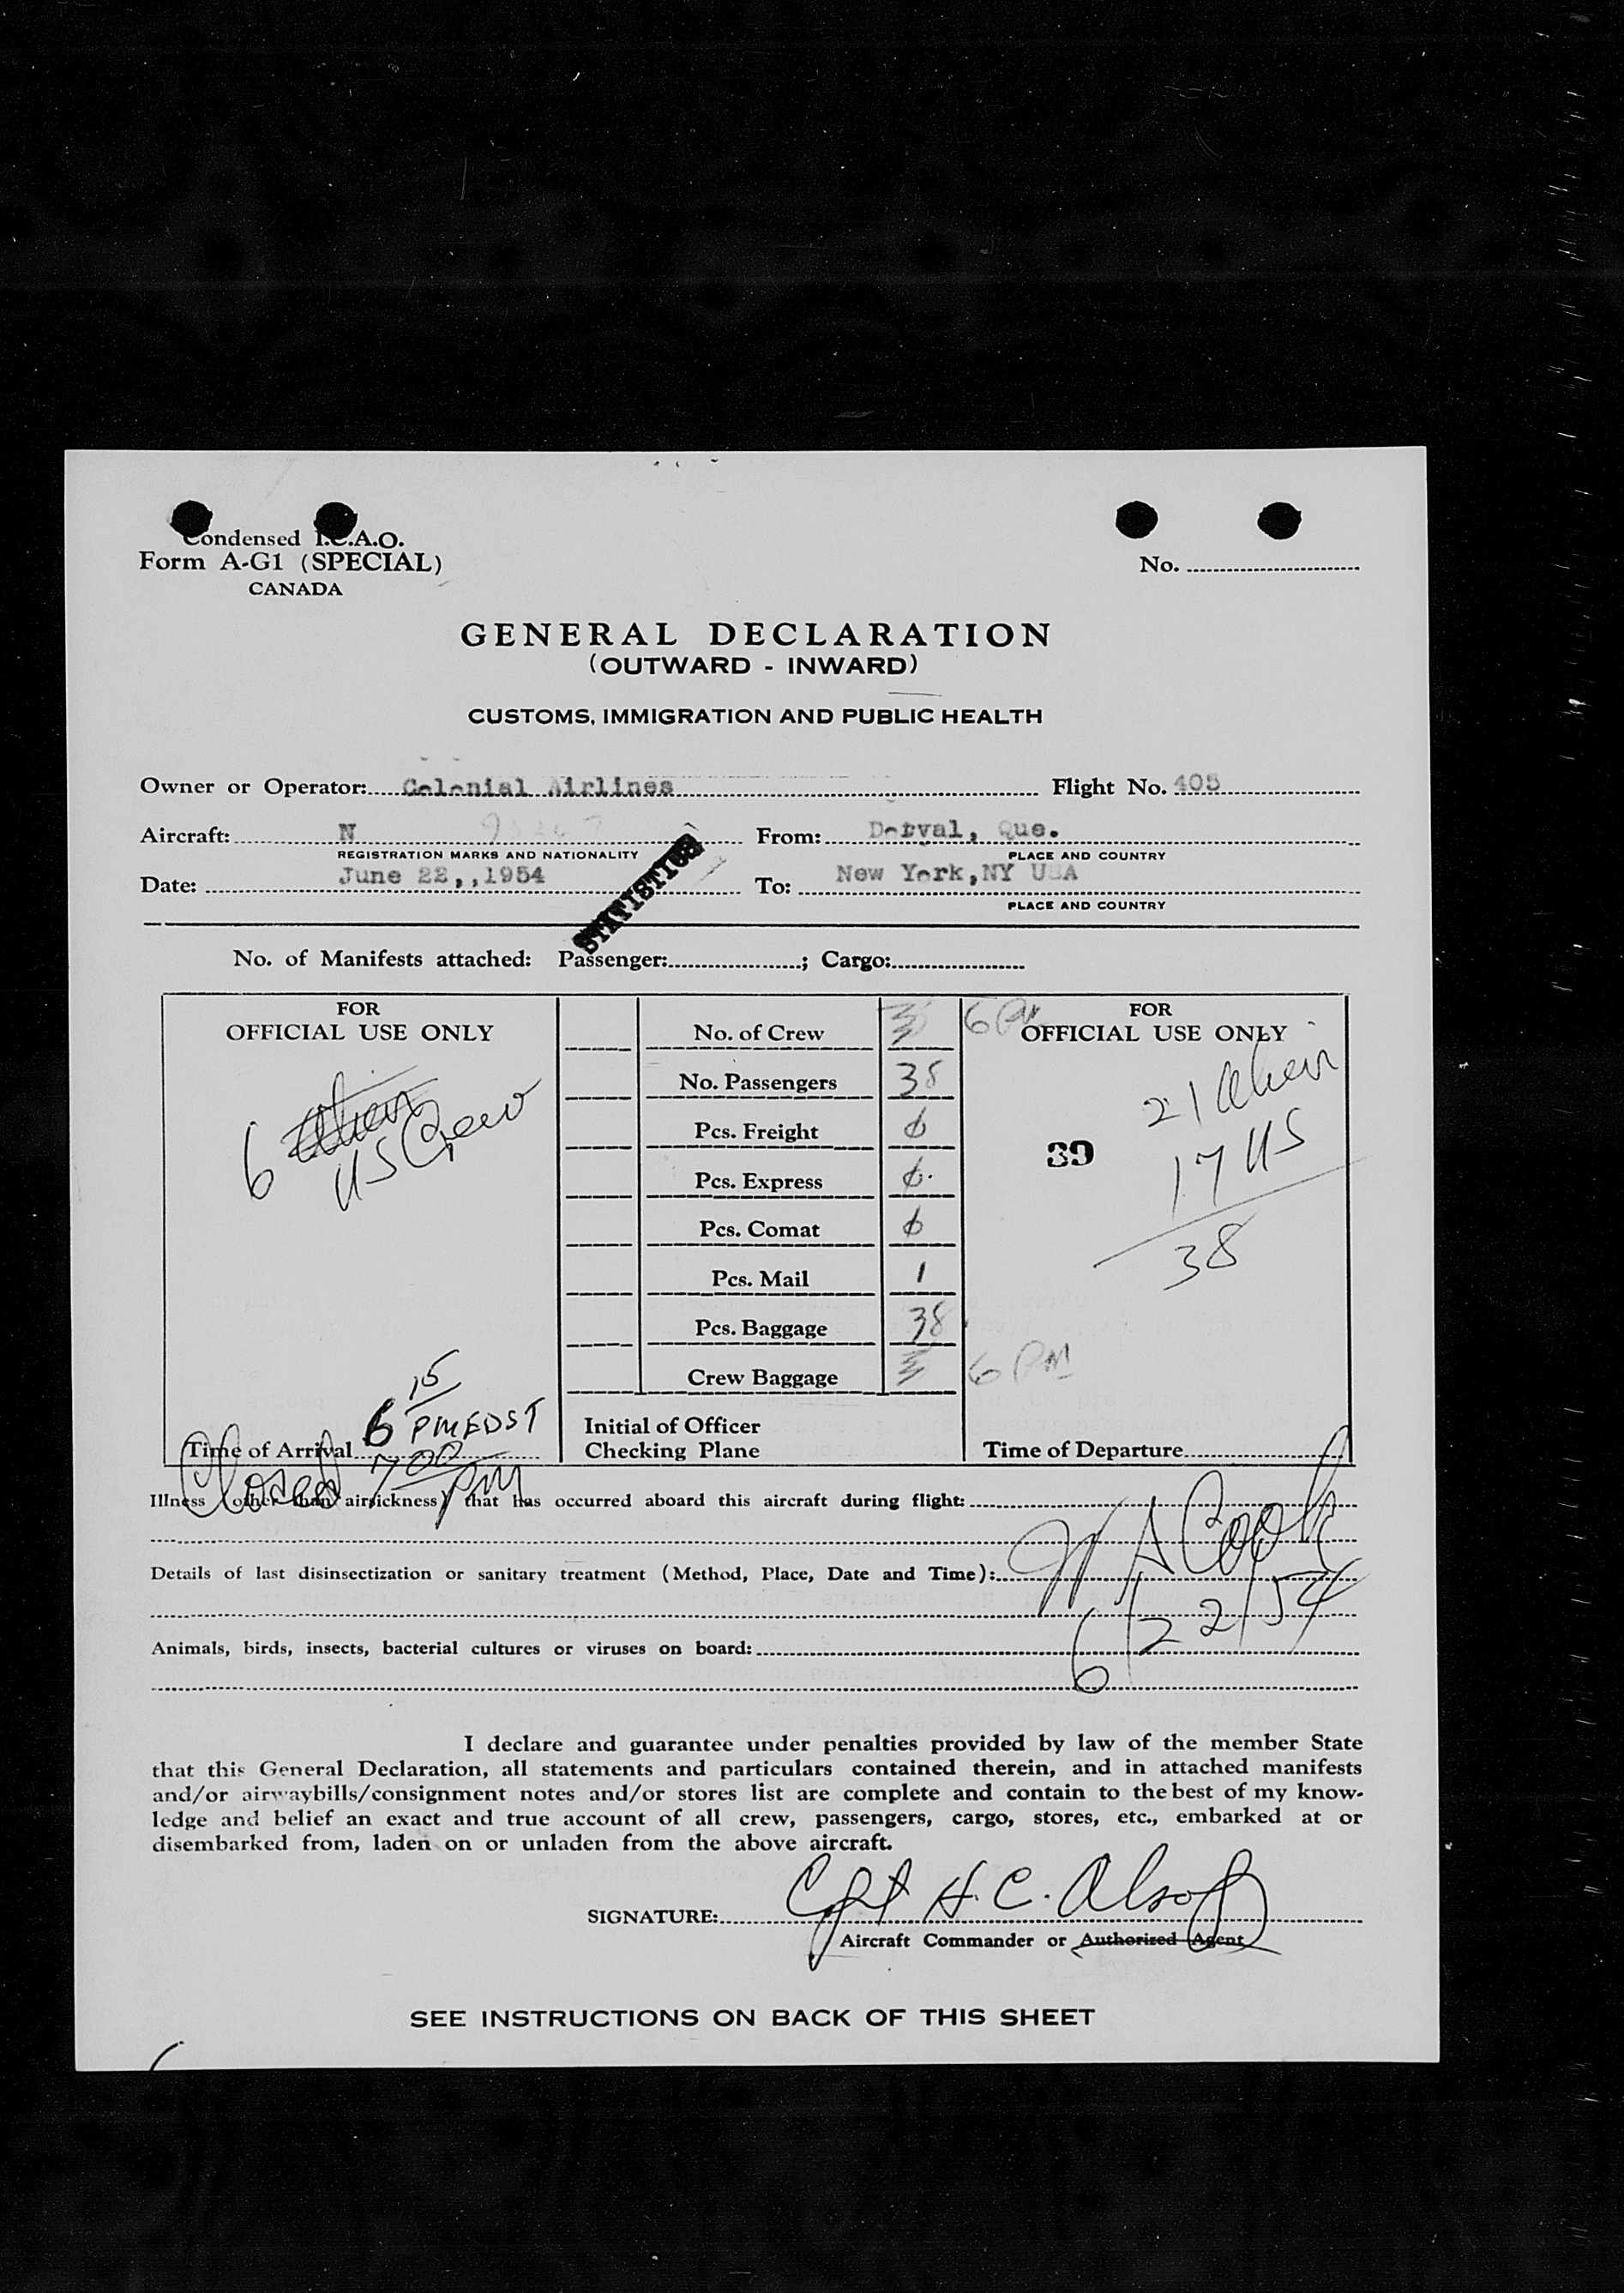 Condensed I.C.A.O.
Form A-G1 (SPECIAL)
CANADA
No.
GENERAL DECLARATION
(OUTWARD - INWARD)
CUSTOMS, IMMIGRATION AND PUBLIC HEALTH
Owner or Operator: Colonial Airlines Flight No. 405
Aircraft: N From: Dorval, Que.
REGISTRATION MARKS AND NATIONALITY PLACE AND COUNTRY
Date: June 22,,1954 To: New York,NY USA
PLACE AND COUNTRY
STATISTICS
No. of Manifests attached: Passenger: ; Cargo:
FOR
OFFICIAL USE ONLY
6 US Crew
No. of Crew 6 PM
No. Passengers 38
Pcs. Freight 0
Pcs. Express 0
Pcs. Comat 0
Pcs. Mail 1
Pcs. Baggage 38
Crew Baggage 6 PM
FOR
OFFICIAL USE ONLY
21 Alien
39
17 US
38
Time of Arrival 6 15 PM EDST
Initial of Officer
Checking Plane
Time of Departure
Closed 7 00 PM
Illness (other than airsickness) that has occurred aboard this aircraft during flight:
Details of last disinsectization or sanitary treatment (Method, Place, Date and Time):
W A Cook
6/22/54
Animals, birds, insects, bacterial cultures or viruses on board:
I declare and guarantee under penalties provided by law of the member State
that this General Declaration, all statements and particulars contained therein, and in attached manifests
and/or airwaybills/consignment notes and/or stores list are complete and contain to the best of my know-
ledge and belief an exact and true account of all crew, passengers, cargo, stores, etc., embarked at or
disembarked from, laden on or unladen from the above aircraft.
SIGNATURE: Cpt H. C. Alsop
Aircraft Commander or Authorized Agent
SEE INSTRUCTIONS ON BACK OF THIS SHEET